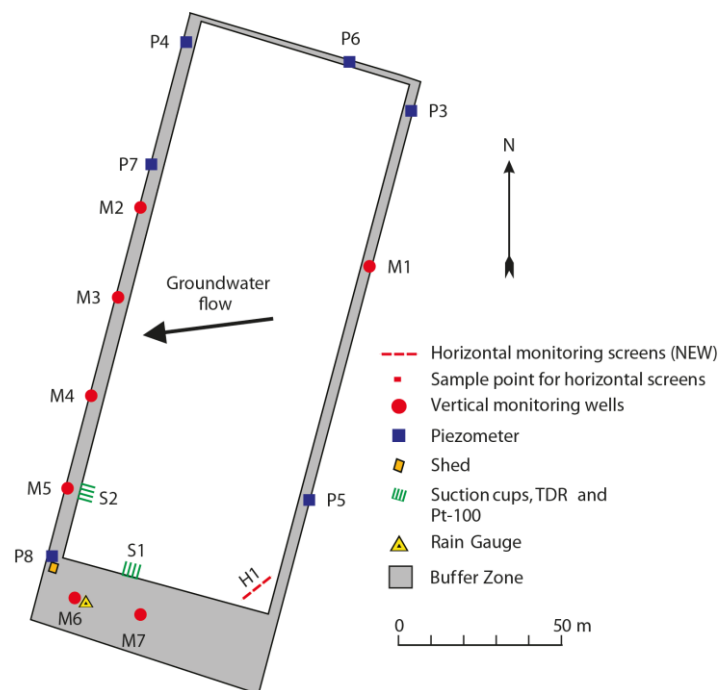 P4
P6
P3
N
P7
M2
M1
Groundwater
flow
M3
Horizontal monitoring screens (NEW)
Sample point for horizontal screens
M4
Vertical monitoring wells
Piezometer
Shed
M5
S2
P5
Suction cups, TDR and
Pt-100
Rain Gauge
P8
S1
H1
Buffer Zone
M6
M7
0
50 m